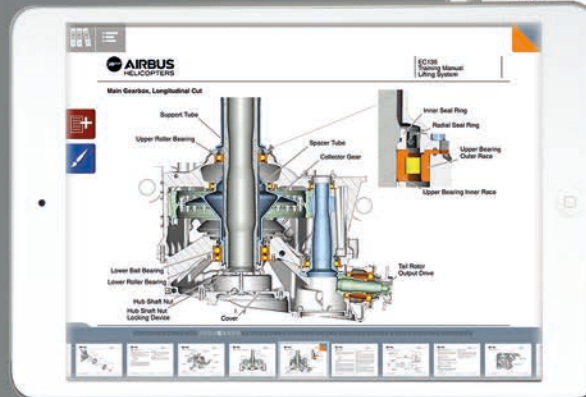 AIRBUS
HELICOPTERS
EC135
Training Manual
Lifting System
Main Gearbox, Longitudinal Cut
Support Tube
Upper Roller Bearing
Spacer Tube
Collector Gear
Inner Seal Ring
Radial Seal Ring
Upper Bearing
Outer Race
Upper Bearing Inner Race
Lower Ball Bearing
Lower Roller Bearing
Hub Shaft Nut
Hub Shaft Nut
Locking Device
Cover
Tail Rotor
Output Drive